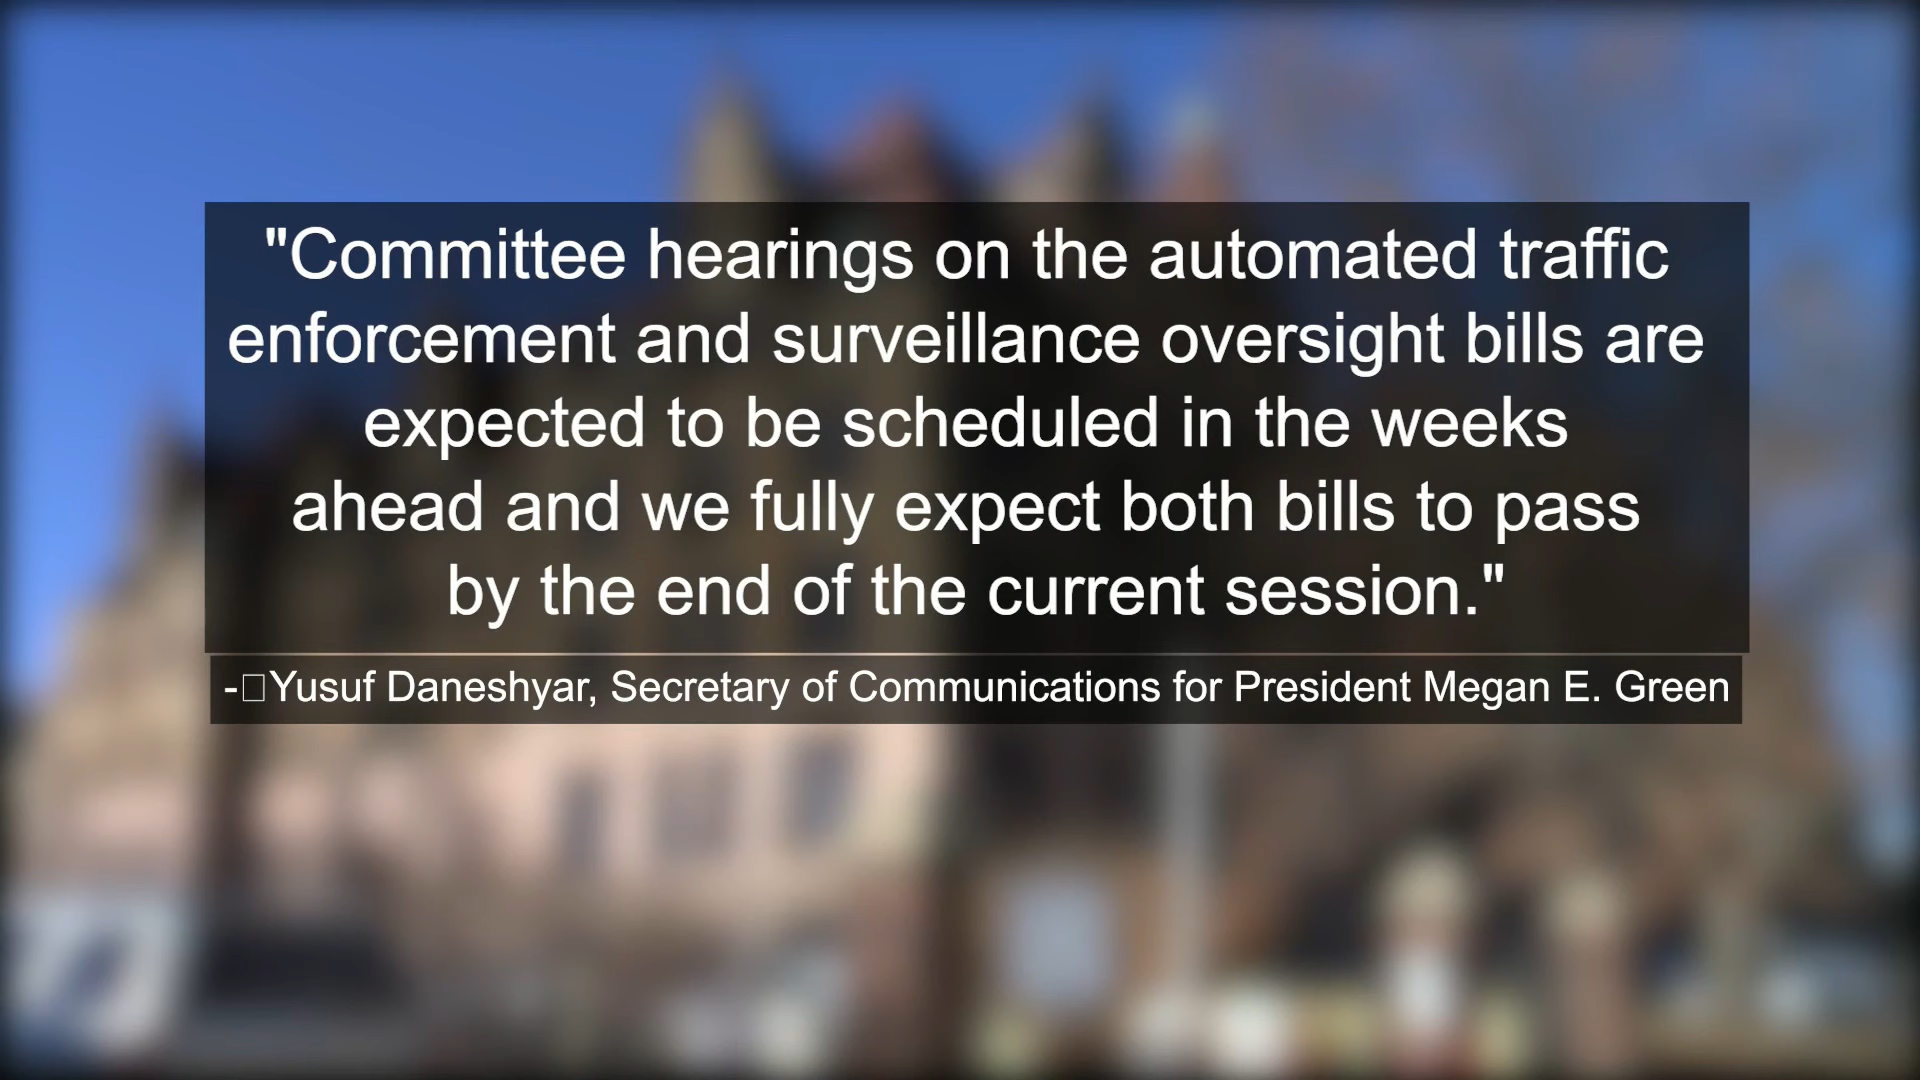 "Committee hearings on the automated traffic
enforcement and surveillance oversight bills are
expected to be scheduled in the weeks
ahead and we fully expect both bills to pass
by the end of the current session."
-□Yusuf Daneshyar, Secretary of Communications for President Megan E. Green